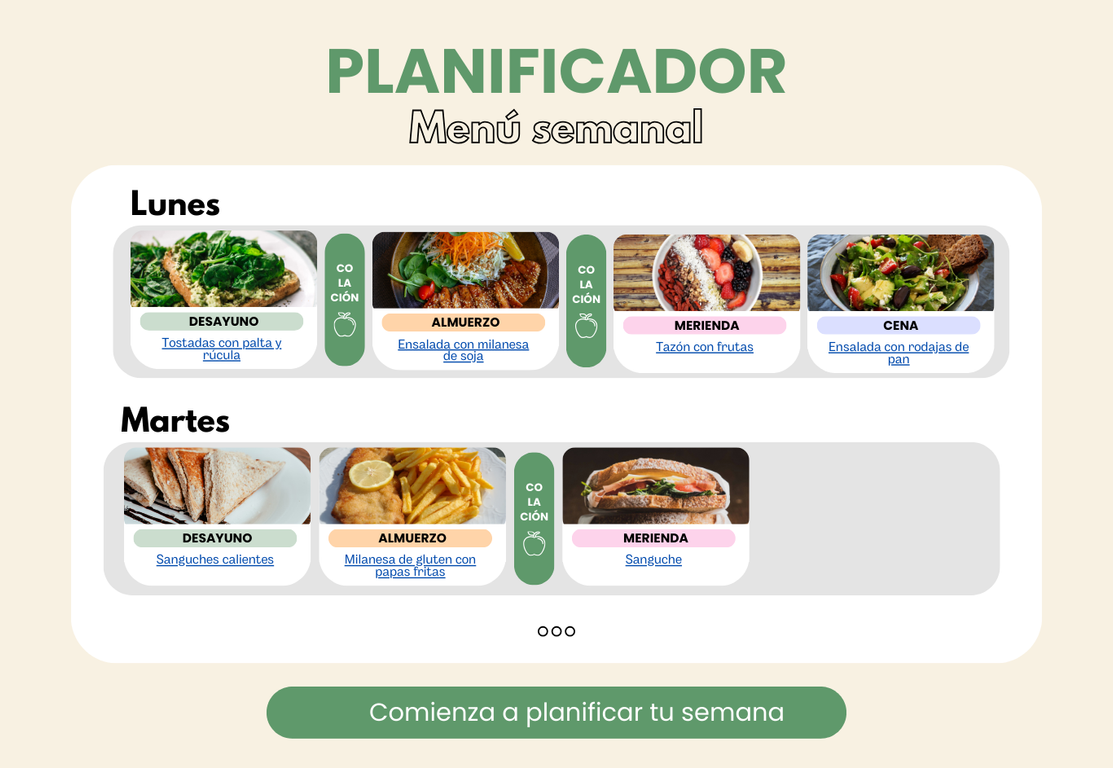 PLANIFICADOR
Menú semanal
Lunes
DESAYUNO
Tostadas con palta y
rúcula
CO
LA
CIÓN
ALMUERZO
Ensalada con milanesa
de soja
CO
LA
CIÓN
MERIENDA
Tazón con frutas
CENA
Ensalada con rodajas de
pan
Martes
DESAYUNO
Sanguches calientes
ALMUERZO
Milanesa de gluten con
papas fritas
CO
LA
CIÓN
MERIENDA
Sanguche
Comienza a planificar tu semana